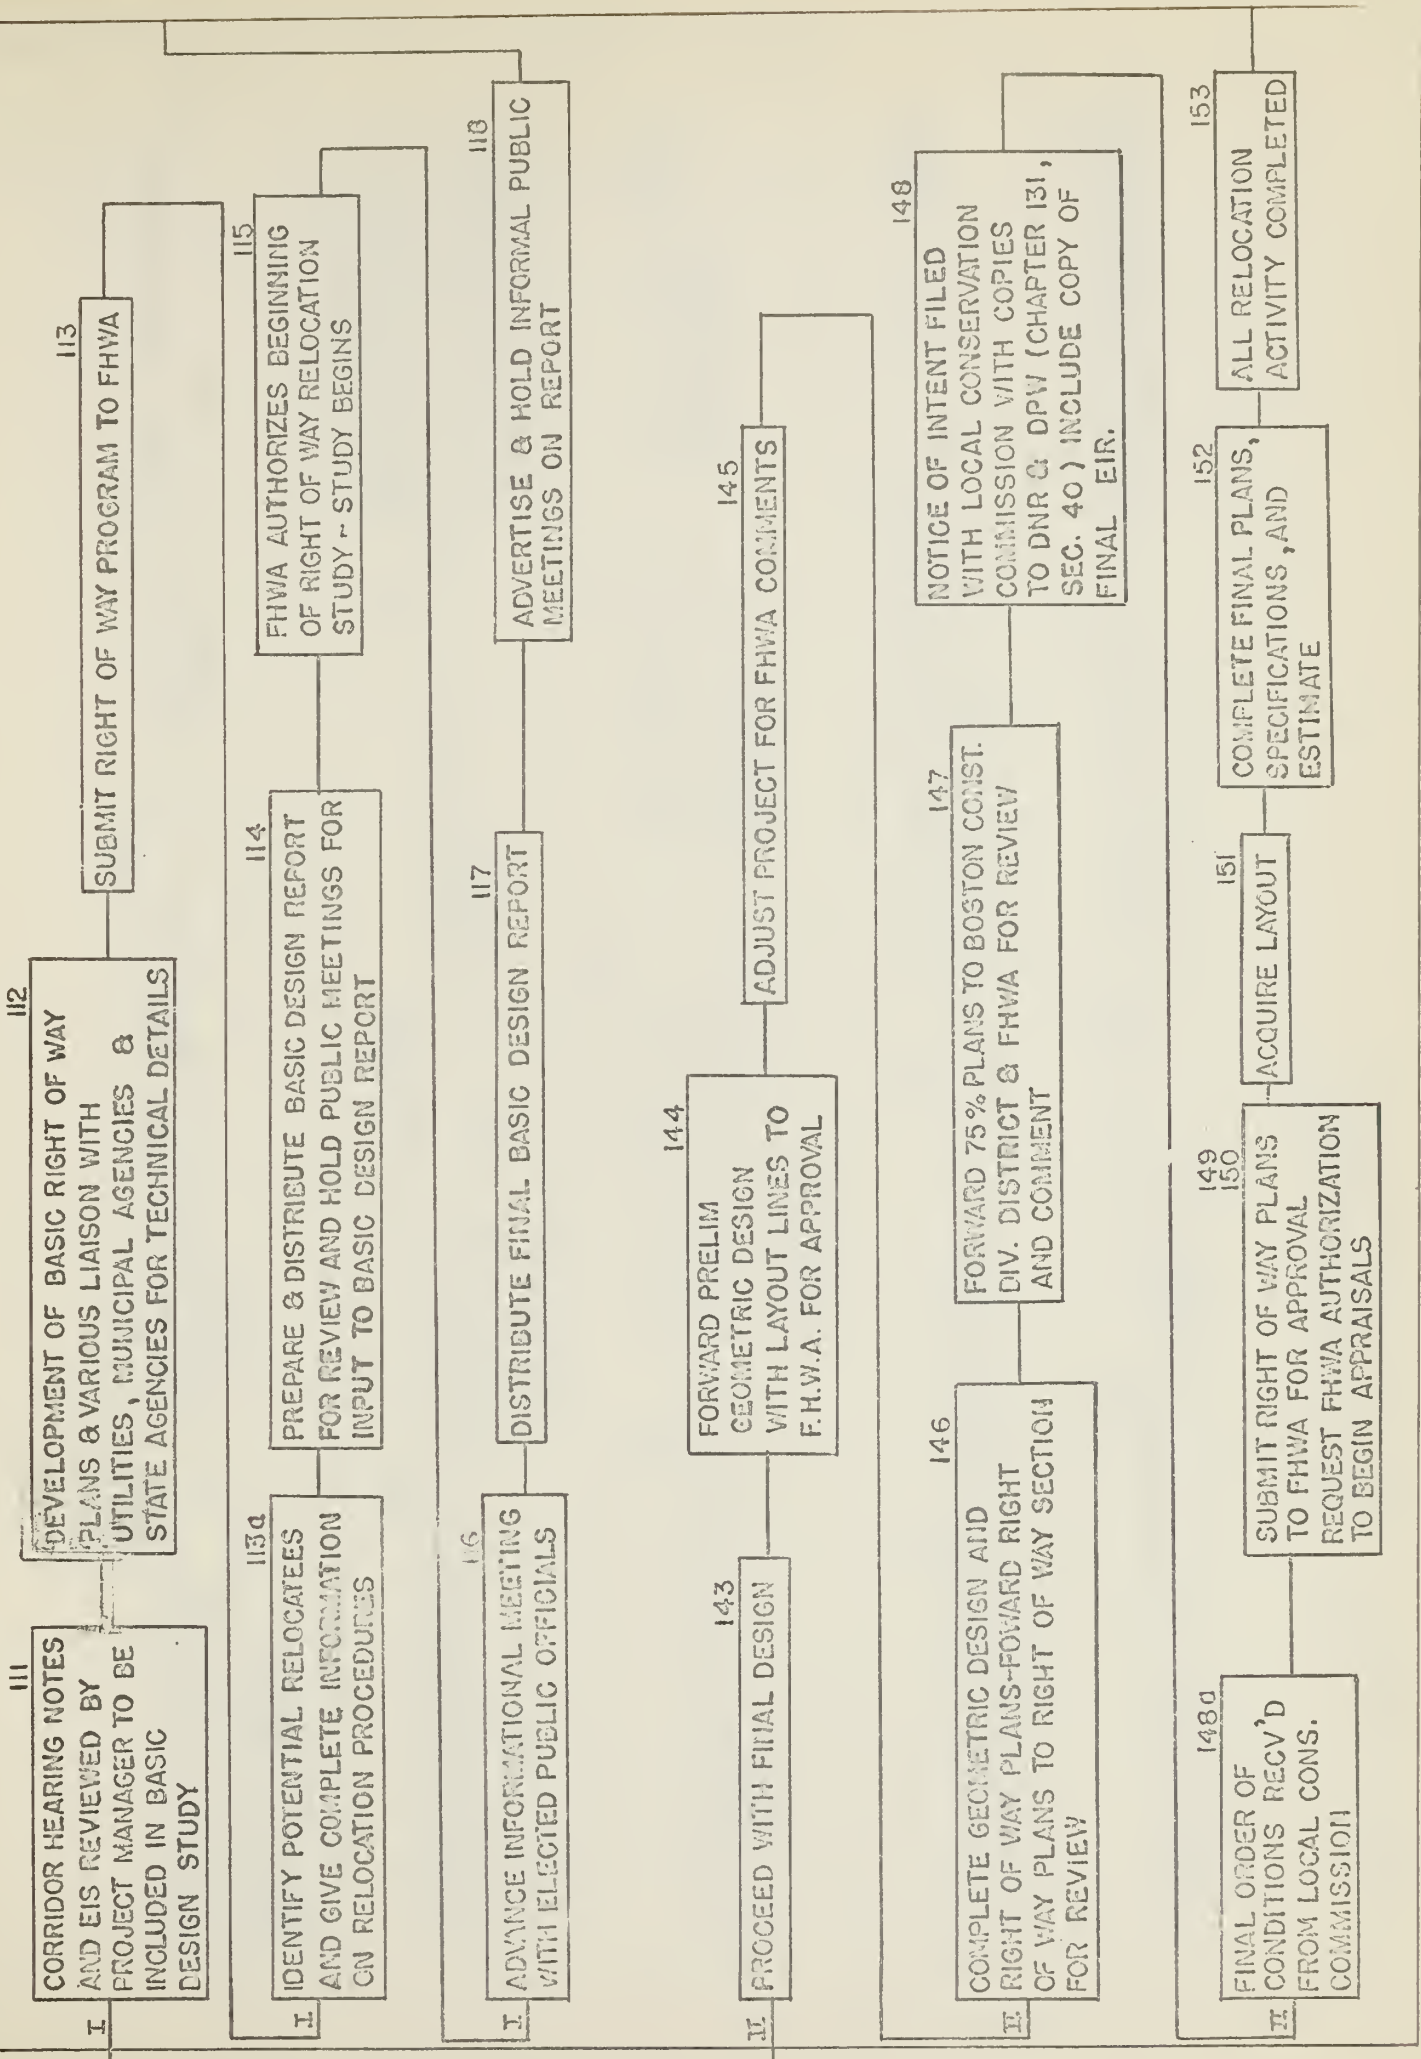 111
CORRIDOR HEARING NOTES
AND EIS REVIEWED BY
PROJECT MANAGER TO BE
INCLUDED IN BASIC
DESIGN STUDY
I
112
DEVELOPMENT OF BASIC RIGHT OF WAY
PLANS & VARIOUS LIAISON WITH
UTILITIES, MUNICIPAL AGENCIES &
STATE AGENCIES FOR TECHNICAL DETAILS
113
SUBMIT RIGHT OF WAY PROGRAM TO FHWA
113a
IDENTIFY POTENTIAL RELOCATEES
AND GIVE COMPLETE INFORMATION
ON RELOCATION PROCEDURES
I
114
PREPARE & DISTRIBUTE BASIC DESIGN REPORT
FOR REVIEW AND HOLD PUBLIC MEETINGS FOR
INPUT TO BASIC DESIGN REPORT
115
FHWA AUTHORIZES BEGINNING
OF RIGHT OF WAY RELOCATION
STUDY - STUDY BEGINS
116
ADVANCE INFORMATIONAL MEETING
WITH ELECTED PUBLIC OFFICIALS
I
117
DISTRIBUTE FINAL BASIC DESIGN REPORT
118
ADVERTISE & HOLD INFORMAL PUBLIC
MEETINGS ON REPORT
143
PROCEED WITH FINAL DESIGN
II
144
FORWARD PRELIM
GEOMETRIC DESIGN
WITH LAYOUT LINES TO
F.H.W.A. FOR APPROVAL
145
ADJUST PROJECT FOR FHWA COMMENTS
146
COMPLETE GEOMETRIC DESIGN AND
RIGHT OF WAY PLANS-FOWARD RIGHT
OF WAY PLANS TO RIGHT OF WAY SECTION
FOR REVIEW
II
147
FORWARD 75% PLANS TO BOSTON CONST.
DIV. DISTRICT & FHWA FOR REVIEW
AND COMMENT
148
NOTICE OF INTENT FILED
WITH LOCAL CONSERVATION
COMMISSION WITH COPIES
TO DNR & DPW (CHAPTER 131,
SEC. 40) INCLUDE COPY OF
FINAL EIR.
148a
FINAL ORDER OF
CONDITIONS RECV'D
FROM LOCAL CONS.
COMMISSION
II
149
150
SUBMIT RIGHT OF WAY PLANS
TO FHWA FOR APPROVAL
REQUEST FHWA AUTHORIZATION
TO BEGIN APPRAISALS
151
ACQUIRE LAYOUT
152
COMPLETE FINAL PLANS,
SPECIFICATIONS, AND
ESTIMATE
153
ALL RELOCATION
ACTIVITY COMPLETED